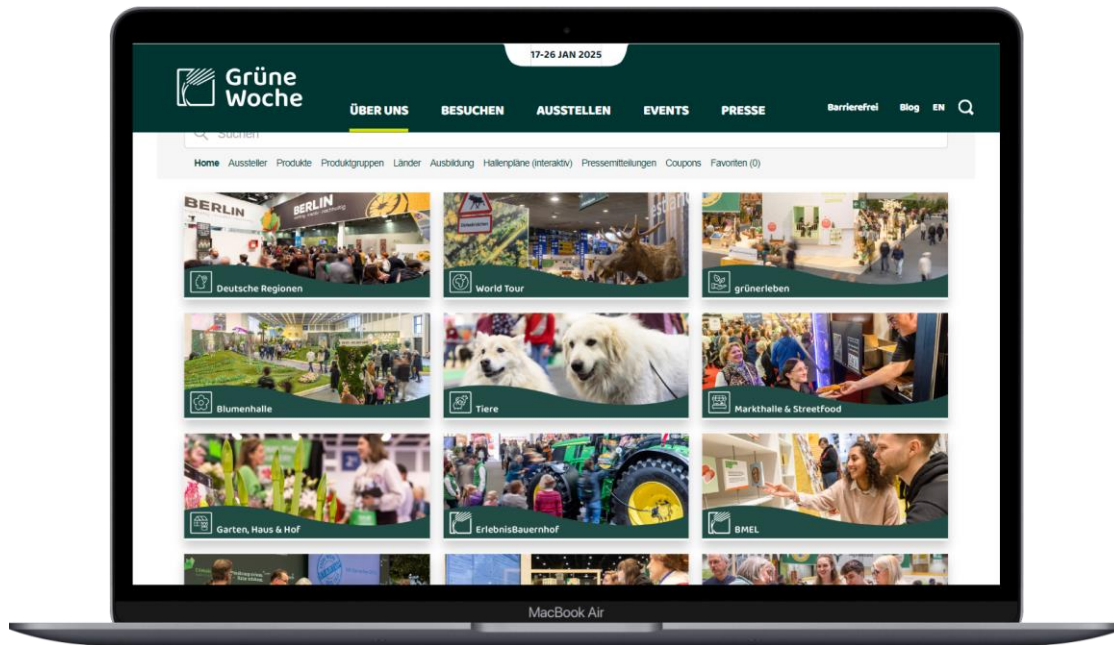 17-26 JAN 2025
Grüne
Woche
ÜBER UNS BESUCHEN AUSSTELLEN EVENTS PRESSE Barrierefrei Blog EN
Suchen
Home Aussteller Produkte Produktgruppen Länder Ausbildung Hallenpläne (interaktiv) Pressemitteilungen Coupons Favoriten (0)
BERLIN
BERLIN
Deutsche Regionen World Tour grünerleben
Blumenhalle Tiere Markthalle & Streetfood
Garten, Haus & Hof ErlebnisBauernhof BMEL
MacBook Air